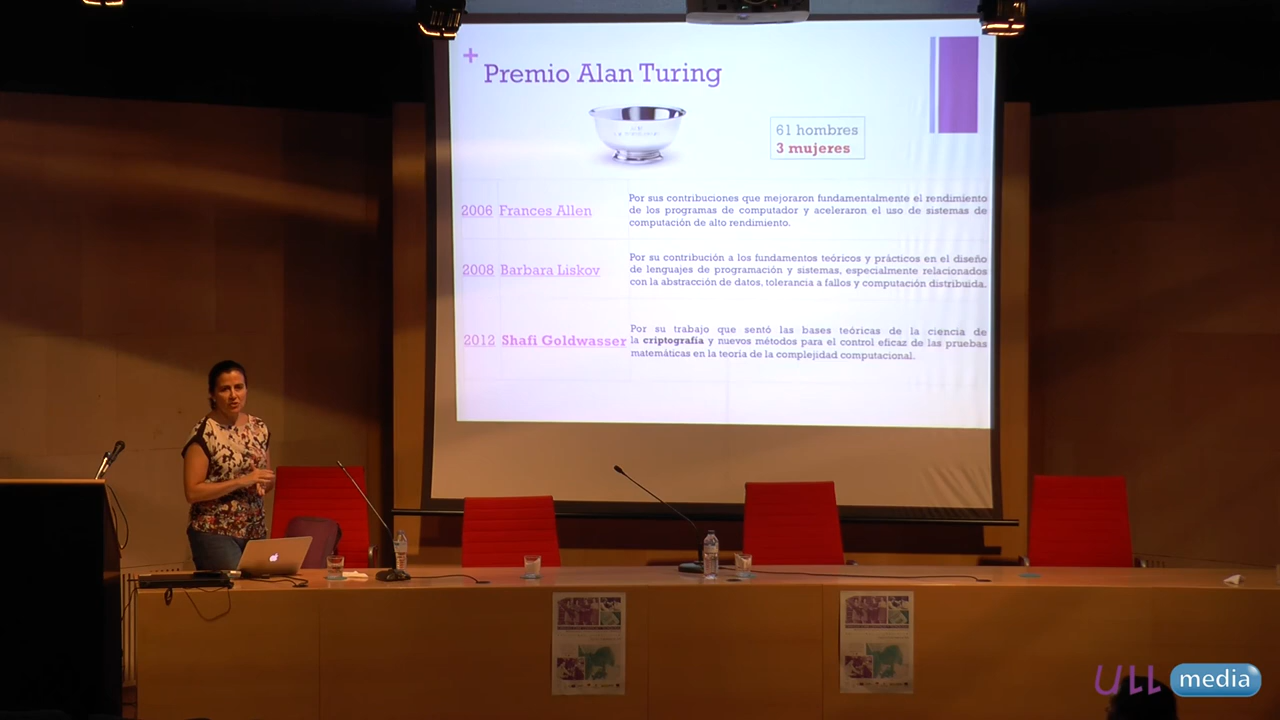 +
Premio Alan Turing
61 hombres
3 mujeres
2006 Frances Allen
Por sus contribuciones que mejoraron fundamentalmente el rendimiento
de los programas de computador y aceleraron el uso de sistemas de
computación de alto rendimiento.
2008 Barbara Liskov
Por su contribución a los fundamentos teóricos y prácticos en el diseño
de lenguajes de programación y sistemas, especialmente relacionados
con la abstracción de datos, tolerancia a fallos y computación distribuida.
2012 Shafi Goldwasser
Por su trabajo que sentó las bases teóricas de la ciencia de
la criptografía y nuevos métodos para el control eficaz de las pruebas
matemáticas en la teoría de la complejidad computacional.
ULL media